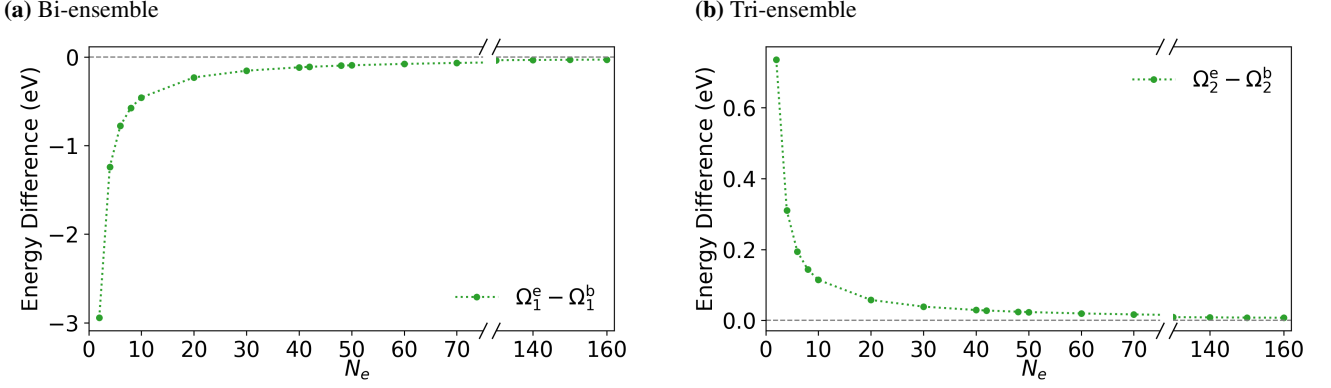 (a) Bi-ensemble
Energy Difference (eV)
0
−1
−2
−3
Ω₁ᵉ − Ω₁ᵇ
0 10 20 30 40 50 60 70 140 160
Nₑ
(b) Tri-ensemble
Energy Difference (eV)
0.6
0.4
0.2
0.0
Ω₂ᵉ − Ω₂ᵇ
0 10 20 30 40 50 60 70 140 160
Nₑ